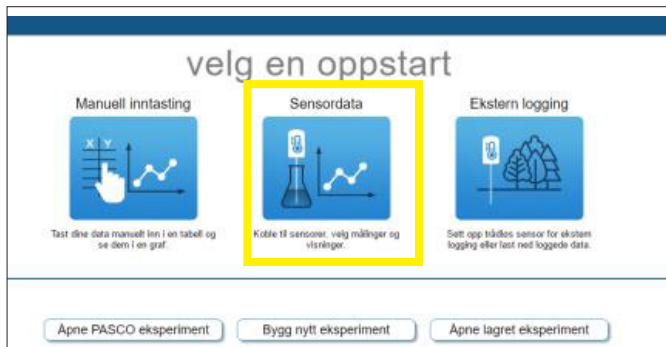 velg en oppstart
Manuell inntasting
Sensordata
Ekstern logging
X Y
Tast dine data manuelt inn i en tabell og
se dem i en graf.
Koble til sensorer, velg målinger og
visninger.
Sett opp trådløs sensor for ekstern
logging eller last ned loggede data.
Åpne PASCO eksperiment
Bygg nytt eksperiment
Åpne lagret eksperiment